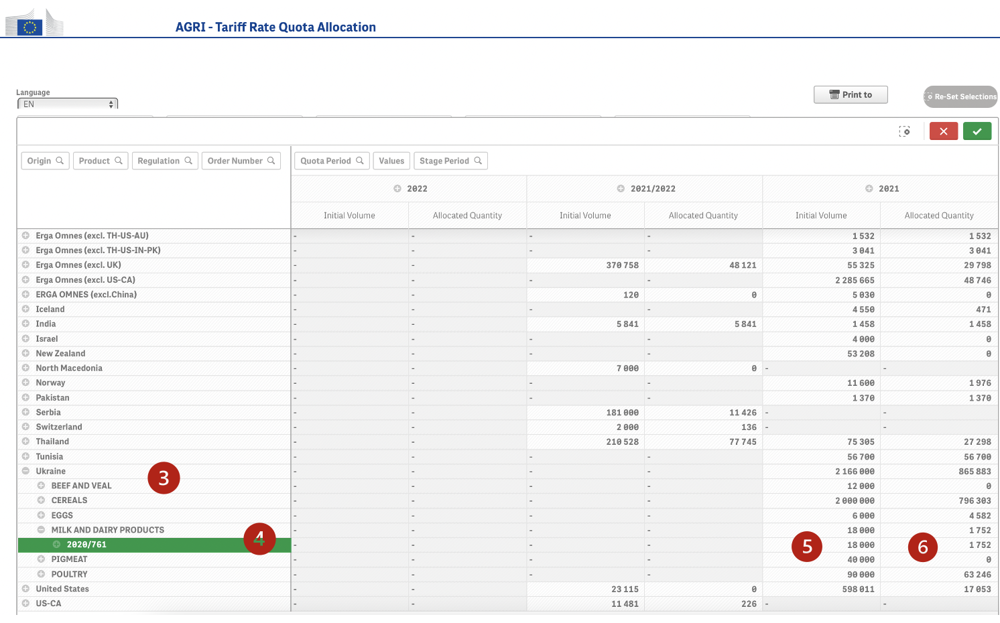 AGRI - Tariff Rate Quota Allocation
Language
EN
Print to
Re-Set Selections
Origin Product Regulation Order Number Quota Period Values Stage Period
2022 2021/2022 2021
Initial Volume Allocated Quantity Initial Volume Allocated Quantity Initial Volume Allocated Quantity
Erga Omnes (excl. TH-US-AU) - - - - 1 532 1 532
Erga Omnes (excl. TH-US-IN-PK) - - - - 3 041 3 041
Erga Omnes (excl. UK) - - 370 758 48 121 55 325 29 798
Erga Omnes (excl. US-CA) - - - - 2 285 665 48 746
ERGA OMNES (excl.China) - - 120 0 5 030 0
Iceland - - - - 4 550 471
India - - 5 841 5 841 1 458 1 458
Israel - - - - 4 000 0
New Zealand - - - - 53 208 0
North Macedonia - - 7 000 0 - -
Norway - - - - 11 600 1 976
Pakistan - - - - 1 370 1 370
Serbia - - 181 000 11 426 - -
Switzerland - - 2 000 136 - -
Thailand - - 210 528 77 745 75 305 27 298
Tunisia - - - - 56 700 56 700
Ukraine - - - - 2 166 000 865 883
3
BEEF AND VEAL - - - - 12 000 0
CEREALS - - - - 2 000 000 796 303
EGGS - - - - 6 000 4 582
MILK AND DAIRY PRODUCTS - - - - 18 000 1 752
2020/761 4 - - - - 5 18 000 6 1 752
PIGMEAT - - - - 40 000 0
POULTRY - - - - 90 000 63 246
United States - - 23 115 0 598 011 17 053
US-CA - - 11 481 226 - -